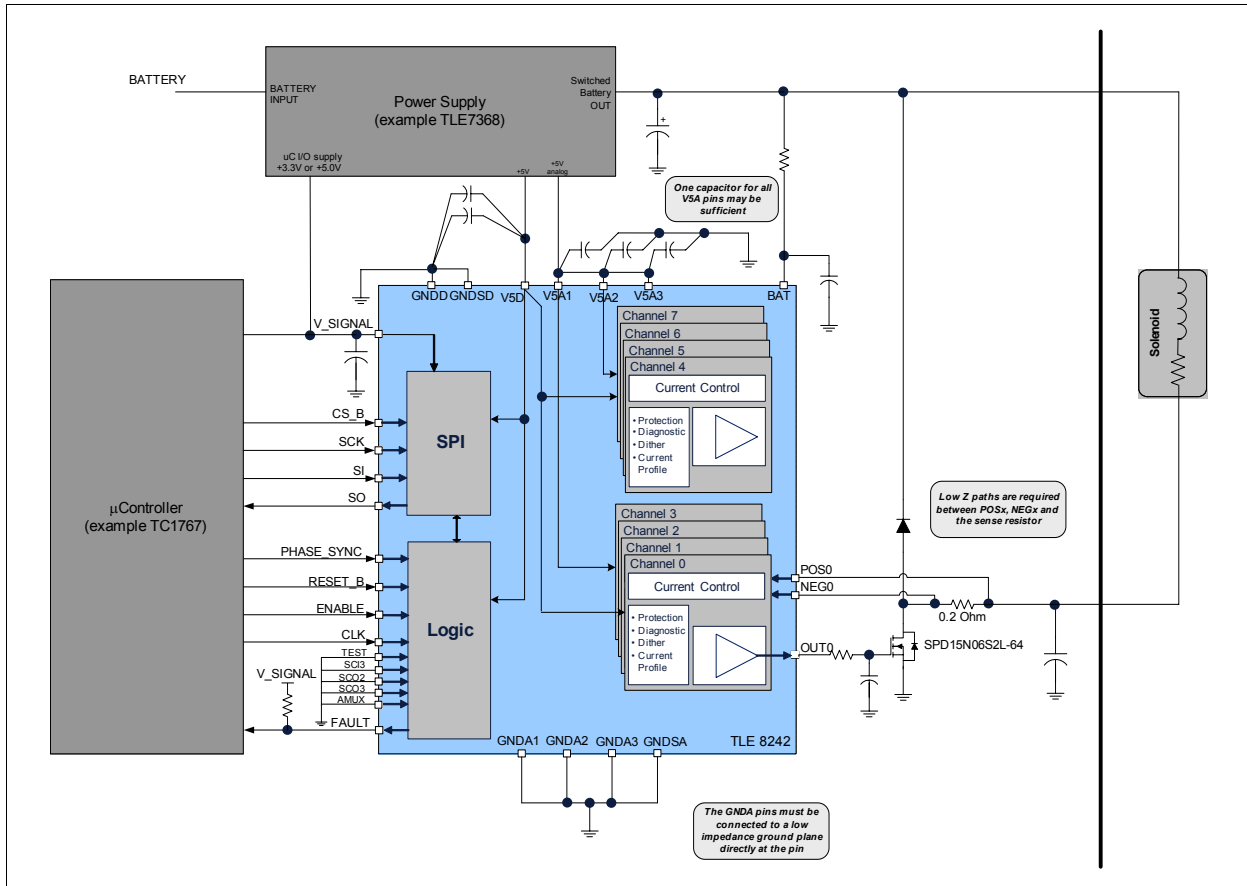 BATTERY
BATTERY
INPUT
Power Supply
(example TLE7368)
Switched
Battery
OUT
uC I/O supply
+3.3V or +5.0V
+5V
+5V
analog
One capacitor for all
V5A pins may be
sufficient
GNDD
GNDSD
V5D
V5A1
V5A2
V5A3
BAT
V_SIGNAL
µController
(example TC1767)
CS_B
SCK
SI
SO
SPI
PHASE_SYNC
RESET_B
ENABLE
CLK
TEST
SCI3
SCO2
SCO3
AMUX
V_SIGNAL
FAULT
Logic
Channel 7
Channel 6
Channel 5
Channel 4
Current Control
• Protection
• Diagnostic
• Dither
• Current
Profile
Channel 3
Channel 2
Channel 1
Channel 0
Current Control
• Protection
• Diagnostic
• Dither
• Current
Profile
POS0
NEG0
OUT0
0.2 Ohm
SPD15N06S2L-64
Low Z paths are required
between POSx, NEGx and
the sense resistor
Solenoid
GNDA1
GNDA2
GNDA3
GNDSA
TLE 8242
The GNDA pins must be
connected to a low
impedance ground plane
directly at the pin